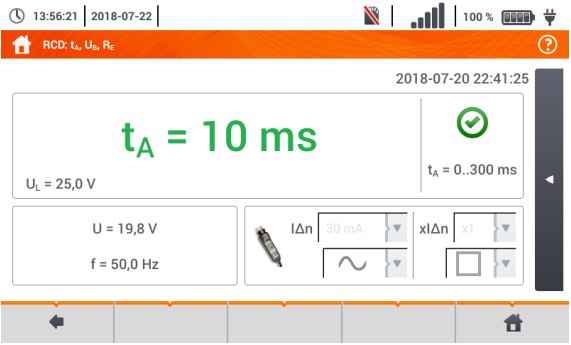 13:56:21 2018-07-22 100 %
RCD: tA, UB, RE ?
2018-07-20 22:41:25
tA = 10 ms
tA = 0..300 ms
UL = 25,0 V
U = 19,8 V
f = 50,0 Hz
IΔn 30 mA xIΔn x1